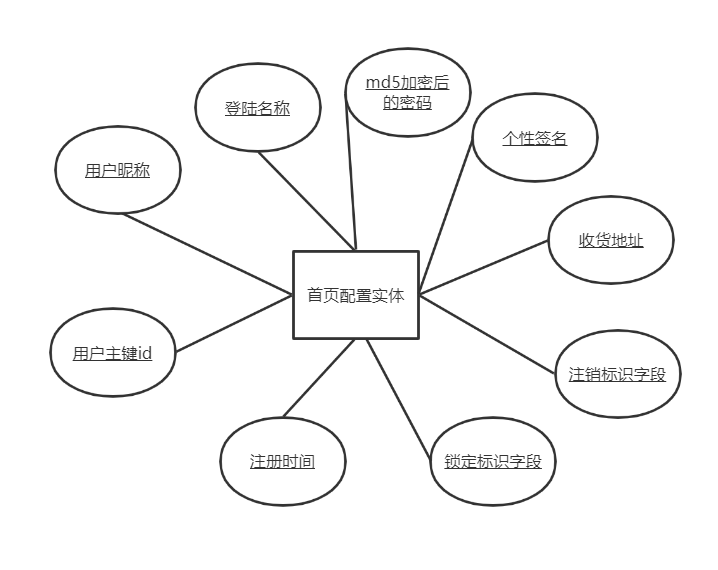 md5加密后
的密码
登陆名称
个性签名
用户昵称
收货地址
首页配置实体
用户主键id
注销标识字段
注册时间
锁定标识字段